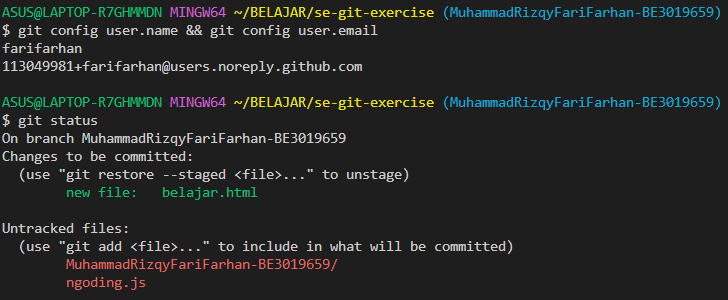 ASUS@LAPTOP-R7GHMMDN MINGW64 ~/BELAJAR/se-git-exercise (MuhammadRizqyFariFarhan-BE3019659)
$ git config user.name && git config user.email
farifarhan
113049981+farifarhan@users.noreply.github.com

ASUS@LAPTOP-R7GHMMDN MINGW64 ~/BELAJAR/se-git-exercise (MuhammadRizqyFariFarhan-BE3019659)
$ git status
On branch MuhammadRizqyFariFarhan-BE3019659
Changes to be committed:
  (use "git restore --staged <file>..." to unstage)
        new file:   belajar.html

Untracked files:
  (use "git add <file>..." to include in what will be committed)
        MuhammadRizqyFariFarhan-BE3019659/
        ngoding.js